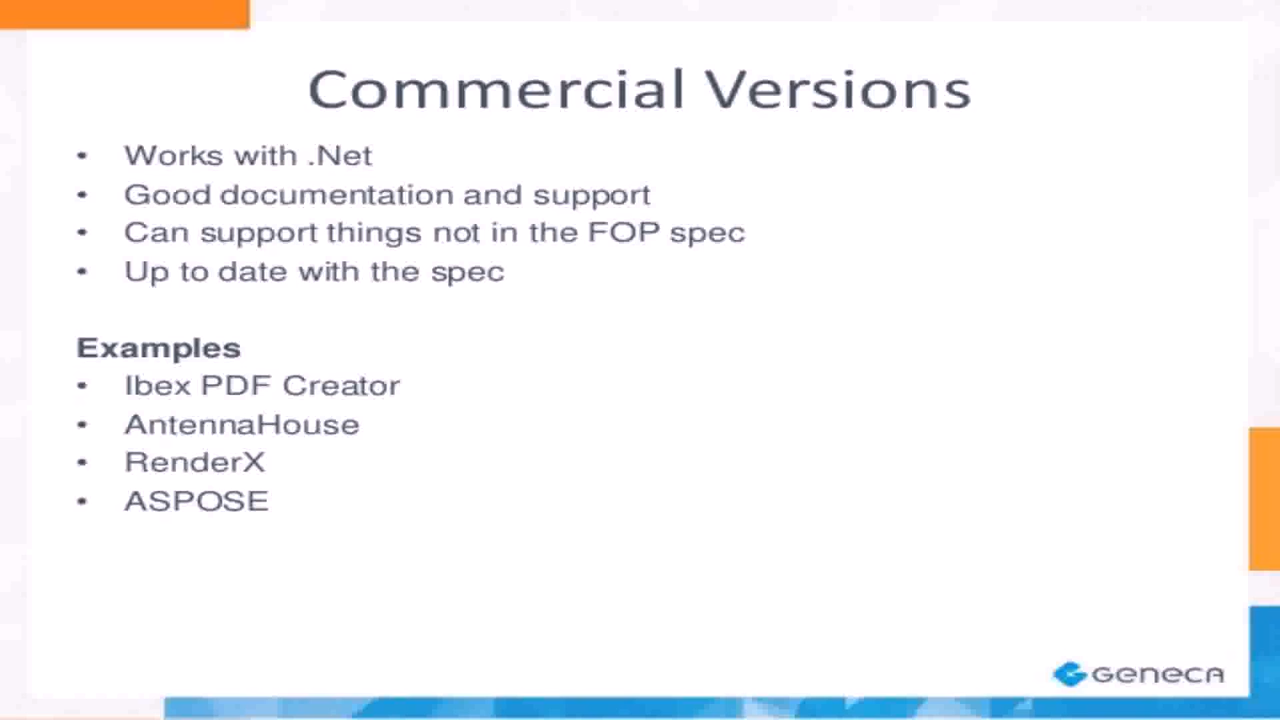 Commercial Versions
• Works with .Net
• Good documentation and support
• Can support things not in the FOP spec
• Up to date with the spec
Examples
• Ibex PDF Creator
• AntennaHouse
• RenderX
• ASPOSE
GENECA